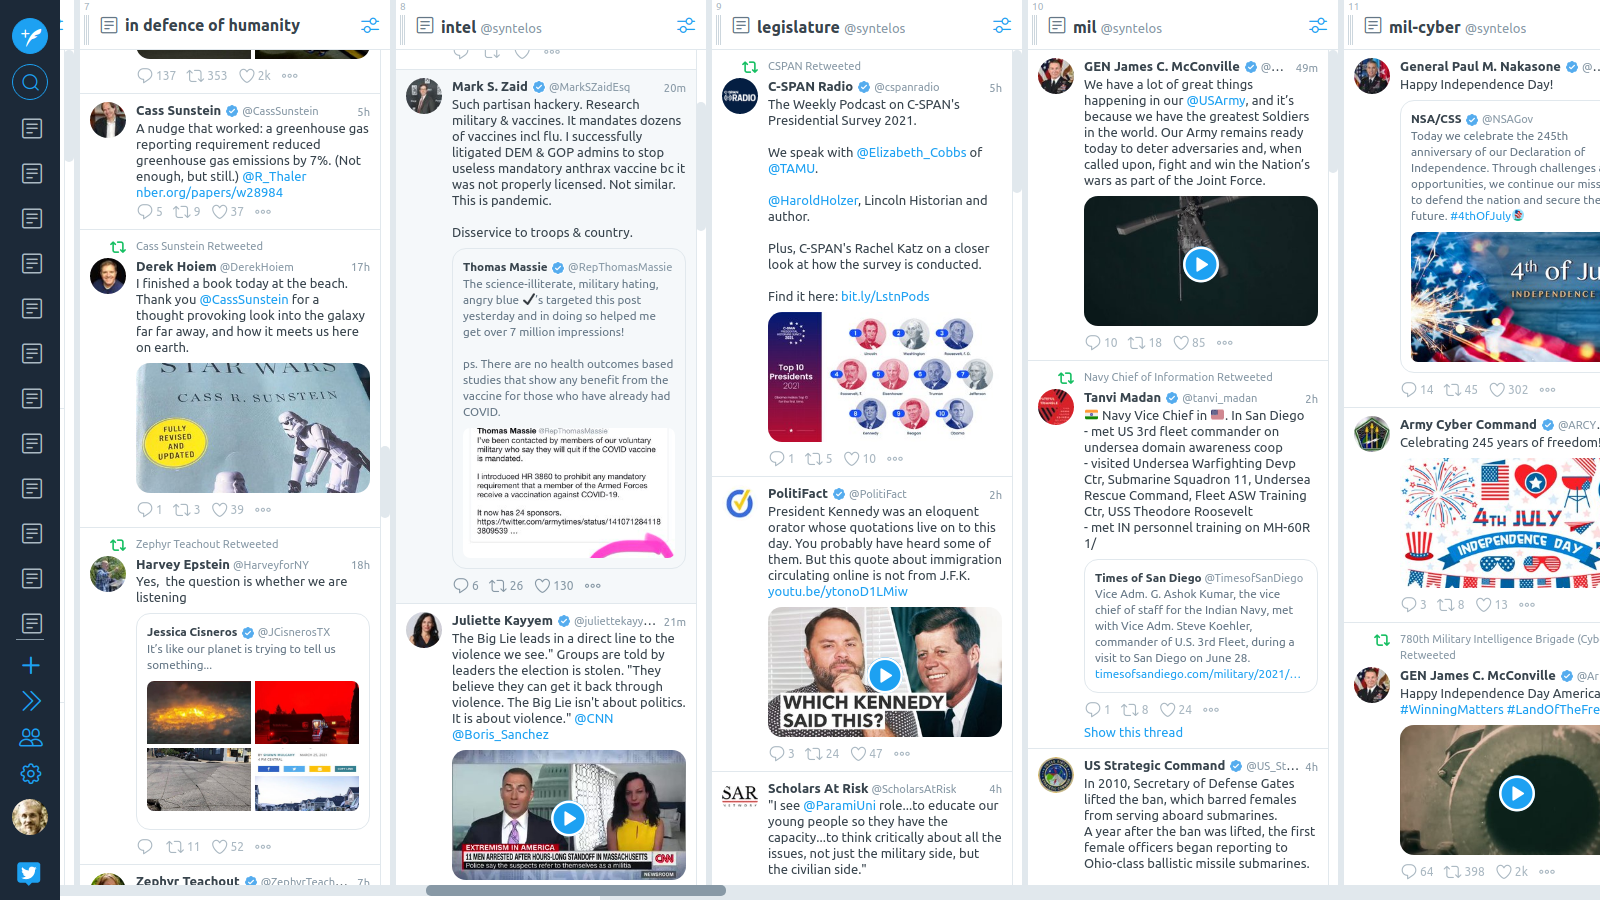 7
in defence of humanity
137 353 2k
Cass Sunstein @CassSunstein 5h
A nudge that worked: a greenhouse gas
reporting requirement reduced
greenhouse gas emissions by 7%. (Not
enough, but still.) @R_Thaler
nber.org/papers/w28984
5 9 37
Cass Sunstein Retweeted
Derek Hoiem @DerekHoiem 17h
I finished a book today at the beach.
Thank you @CassSunstein for a
thought provoking look into the galaxy
far far away, and how it meets us here
on earth.
STAR WARS
CASS R. SUNSTEIN
FULLY
REVISED
AND
UPDATED
1 3 39
Zephyr Teachout Retweeted
Harvey Epstein @HarveyforNY 18h
Yes, the question is whether we are
listening
Jessica Cisneros @JCisnerosTX
It's like our planet is trying to tell us
something...
11 52
Zephyr Teachout @ZephyrTeach... 7h
8
intel @syntelos
Mark S. Zaid @MarkSZaidEsq 20m
Such partisan hackery. Research
military & vaccines. It mandates dozens
of vaccines incl flu. I successfully
litigated DEM & GOP admins to stop
useless mandatory anthrax vaccine bc it
was not properly licensed. Not similar.
This is pandemic.
Disservice to troops & country.
Thomas Massie @RepThomasMassie
The science-illiterate, military hating,
angry blue ✔'s targeted this post
yesterday and in doing so helped me
get over 7 million impressions!
ps. There are no health outcomes based
studies that show any benefit from the
vaccine for those who have already had
COVID.
Thomas Massie @RepThomasMassie
I've been contacted by members of our voluntary
military who say they will quit if the COVID vaccine
is mandated.
I introduced HR 3860 to prohibit any mandatory
requirement that a member of the Armed Forces
receive a vaccination against COVID-19.
It now has 24 sponsors.
https://twitter.com/armytimes/status/141071284118
3809539 ...
6 26 130
Juliette Kayyem @juliettekayy... 21m
The Big Lie leads in a direct line to the
violence we see." Groups are told by
leaders the election is stolen. "They
believe they can get it back through
violence. The Big Lie isn't about politics.
It is about violence." @CNN
@Boris_Sanchez
EXTREMISM IN AMERICA
11 MEN ARRESTED AFTER HOURS-LONG STANDOFF IN MASSACHUSETTS
Police say the suspects refer to themselves as a militia
CNN
NEWSROOM
9
legislature @syntelos
CSPAN Retweeted
C-SPAN Radio @cspanradio 5h
The Weekly Podcast on C-SPAN's
Presidential Survey 2021.
We speak with @Elizabeth_Cobbs of
@TAMU.
@HaroldHolzer, Lincoln Historian and
author.
Plus, C-SPAN's Rachel Katz on a closer
look at how the survey is conducted.
Find it here: bit.ly/LstnPods
C-SPAN
Top 10
Presidents
2021
1 2 3
Lincoln Washington Roosevelt, F. D.
4 5 6 7
Roosevelt, T. Eisenhower Truman Jefferson
8 9 10
Kennedy Reagan Obama
1 5 10
PolitiFact @PolitiFact 2h
President Kennedy was an eloquent
orator whose quotations live on to this
day. You probably have heard some of
them. But this quote about immigration
circulating online is not from J.F.K.
youtu.be/ytonoD1LMiw
WHICH KENNEDY
SAID THIS?
3 24 47
Scholars At Risk @ScholarsAtRisk 4h
SAR
NETWORK
"I see @ParamiUni role...to educate our
young people so they have the
capacity...to think critically about all the
issues, not just the military side, but
the civilian side."
10
mil @syntelos
GEN James C. McConville @... 49m
We have a lot of great things
happening in our @USArmy, and it's
because we have the greatest Soldiers
in the world. Our Army remains ready
today to deter adversaries and, when
called upon, fight and win the Nation's
wars as part of the Joint Force.
10 18 85
Navy Chief of Information Retweeted
Tanvi Madan @tanvi_madan 2h
🇮🇳 Navy Vice Chief in 🇺🇸. In San Diego
- met US 3rd fleet commander on
undersea domain awareness coop
- visited Undersea Warfighting Devp
Ctr, Submarine Squadron 11, Undersea
Rescue Command, Fleet ASW Training
Ctr, USS Theodore Roosevelt
- met IN personnel training on MH-60R
1/
Times of San Diego @TimesofSanDiego
Vice Adm. G. Ashok Kumar, the vice
chief of staff for the Indian Navy, met
with Vice Adm. Steve Koehler,
commander of U.S. 3rd Fleet, during a
visit to San Diego on June 28.
timesofsandiego.com/military/2021/...
1 8 24
Show this thread
US Strategic Command @US_St... 4h
In 2010, Secretary of Defense Gates
lifted the ban, which barred females
from serving aboard submarines.
A year after the ban was lifted, the first
female officers began reporting to
Ohio-class ballistic missile submarines.
11
mil-cyber @syntelos
General Paul M. Nakasone @...
Happy Independence Day!
NSA/CSS @NSAGov
Today we celebrate the 245th
anniversary of our Declaration of
Independence. Through challenges
opportunities, we continue our miss
to defend the nation and secure the
future. #4thOfJuly
4th of Ju
INDEPENDENCE
14 45 302
Army Cyber Command @ARCY...
Celebrating 245 years of freedom!
4TH JULY
INDEPENDENCE DAY
3 8 13
780th Military Intelligence Brigade (Cyb
Retweeted
GEN James C. McConville @Ar
Happy Independence Day America
#WinningMatters #LandOfTheFre
64 398 2k